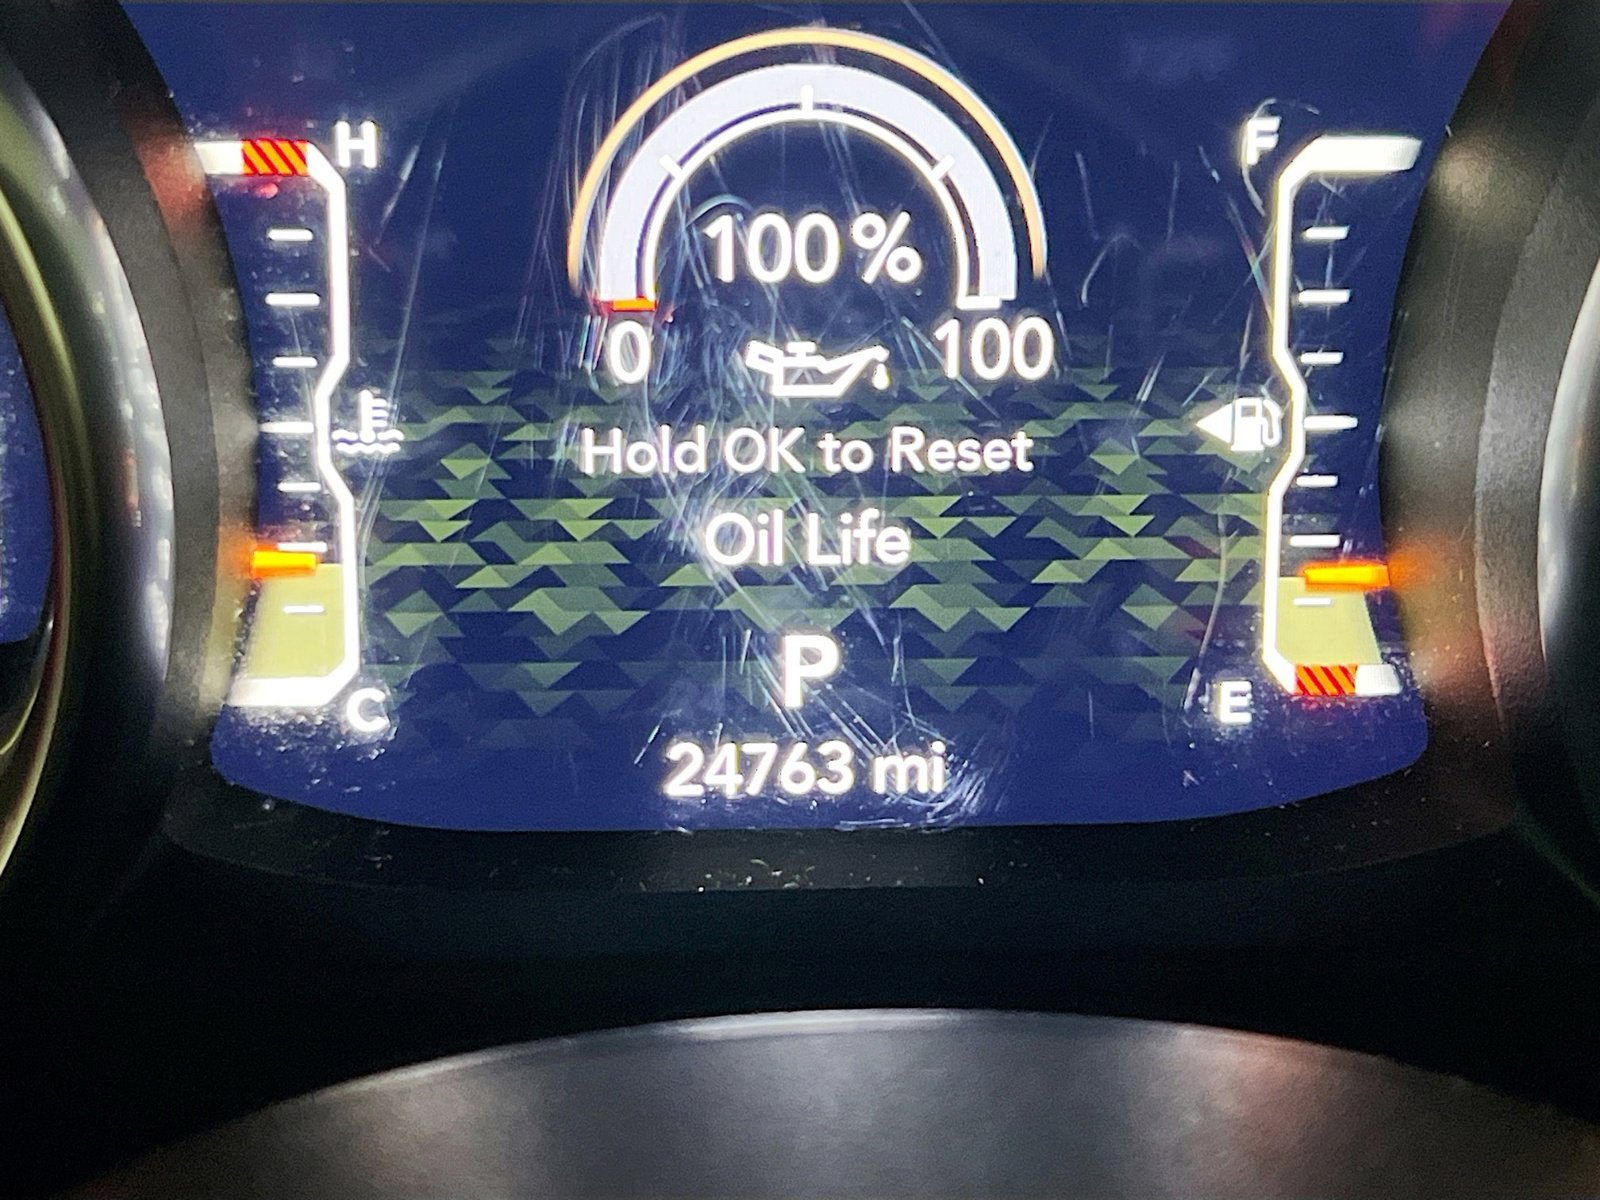 H
F
100 %
0
100
Hold OK to Reset
Oil Life
P
C
E
24763 mi